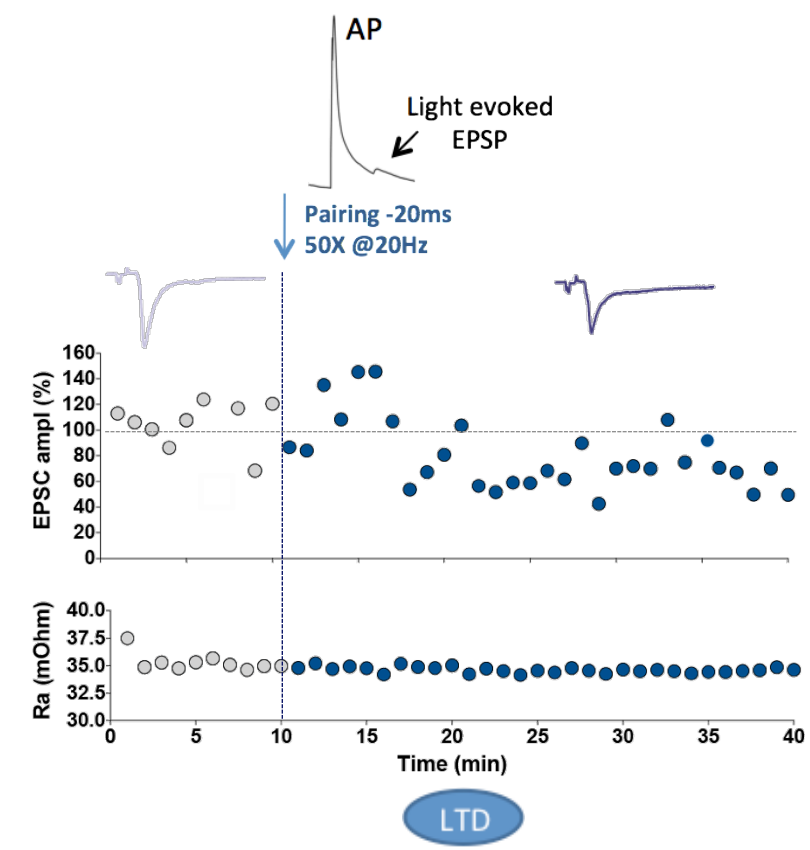 AP
Light evoked
EPSP
Pairing -20ms
50X @20Hz
EPSC ampl (%)
160
140
120
100
80
60
40
20
0
Ra (mOhm)
40.0
37.5
35.0
32.5
30.0
0 5 10 15 20 25 30 35 40
Time (min)
LTD